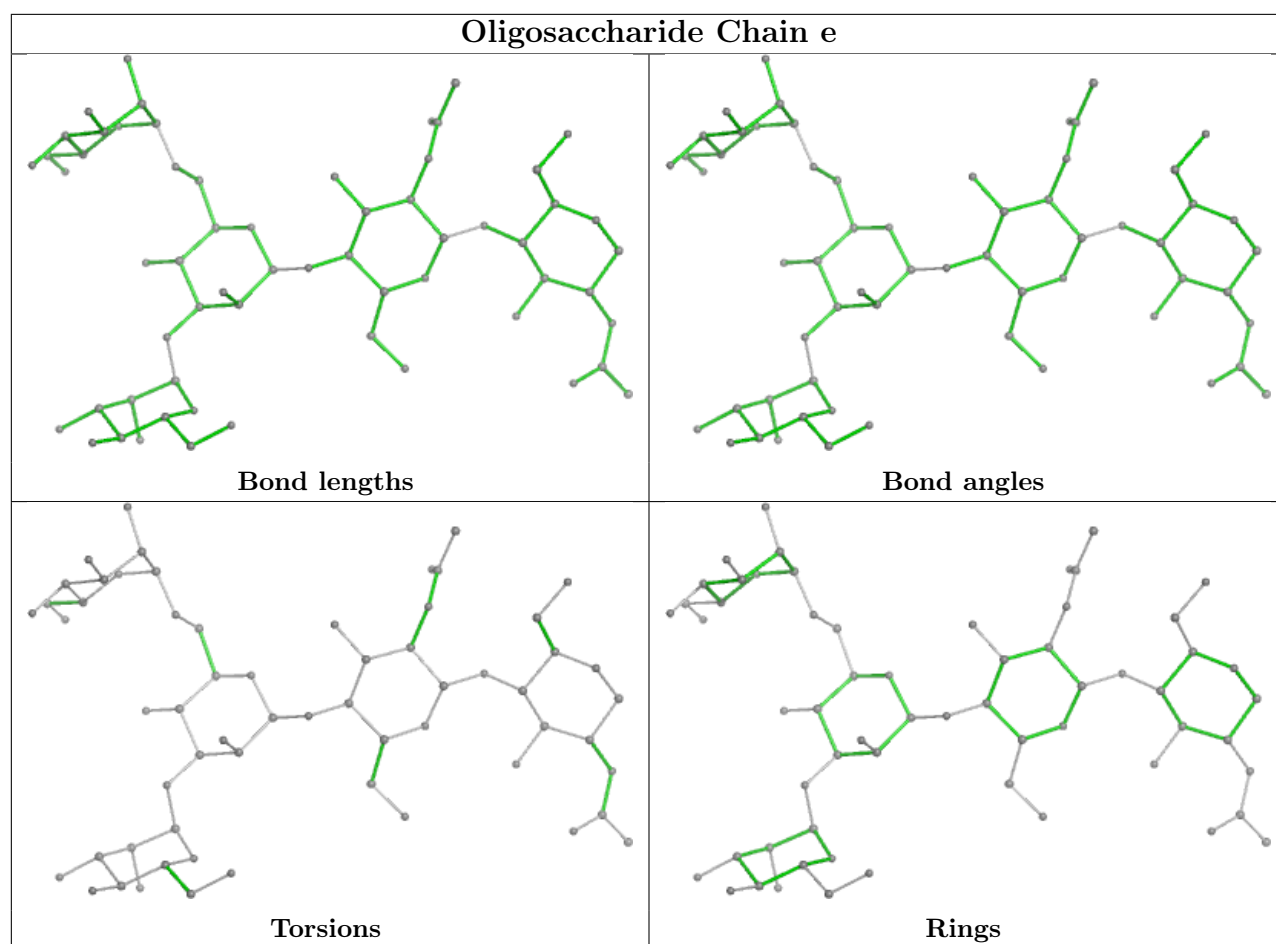 Oligosaccharide Chain e
Bond lengths
Bond angles
Torsions
Rings